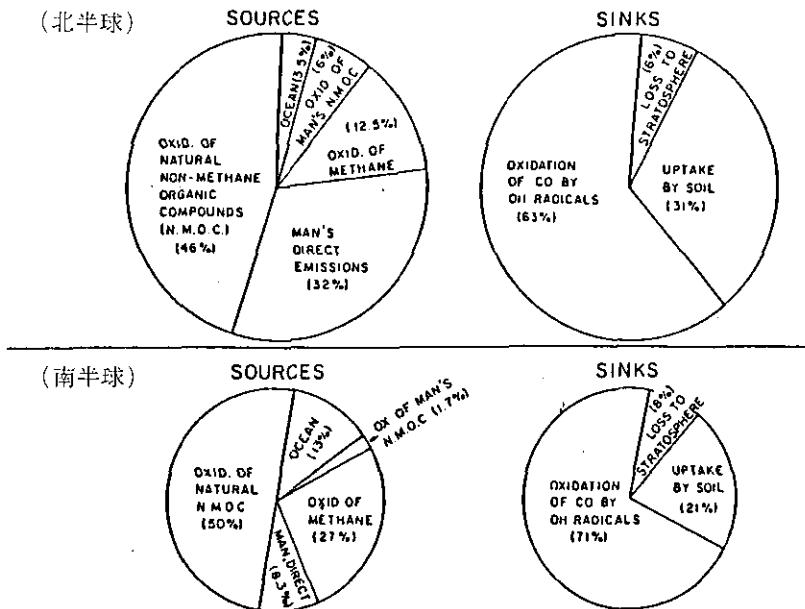 (北半球)
SOURCES
OCEAN (3.5%)
(6%)
OXID OF
MAN'S N.M.O.C
(12.5%)
OXID. OF
METHANE
OXID. OF
NATURAL
NON-METHANE
ORGANIC
COMPOUNDS
(N.M.O.C.)
(46%)
MAN'S
DIRECT
EMISSIONS
(32%)
SINKS
(6%)
LOSS TO
STRATOSPHERE
OXIDATION
OF CO BY
OH RADICALS
(63%)
UPTAKE
BY SOIL
(31%)
(南半球)
SOURCES
OCEAN
(13%)
OX OF MAN'S
N.M.O.C (1.7%)
OXID. OF
NATURAL
N.M.O.C
(50%)
OXID OF
METHANE
(27%)
MAN, DIRECT
(8.3%)
SINKS
(8%)
LOSS TO
STRATOSPHERE
OXIDATION
OF CO BY
OH RADICALS
(71%)
UPTAKE
BY SOIL
(21%)